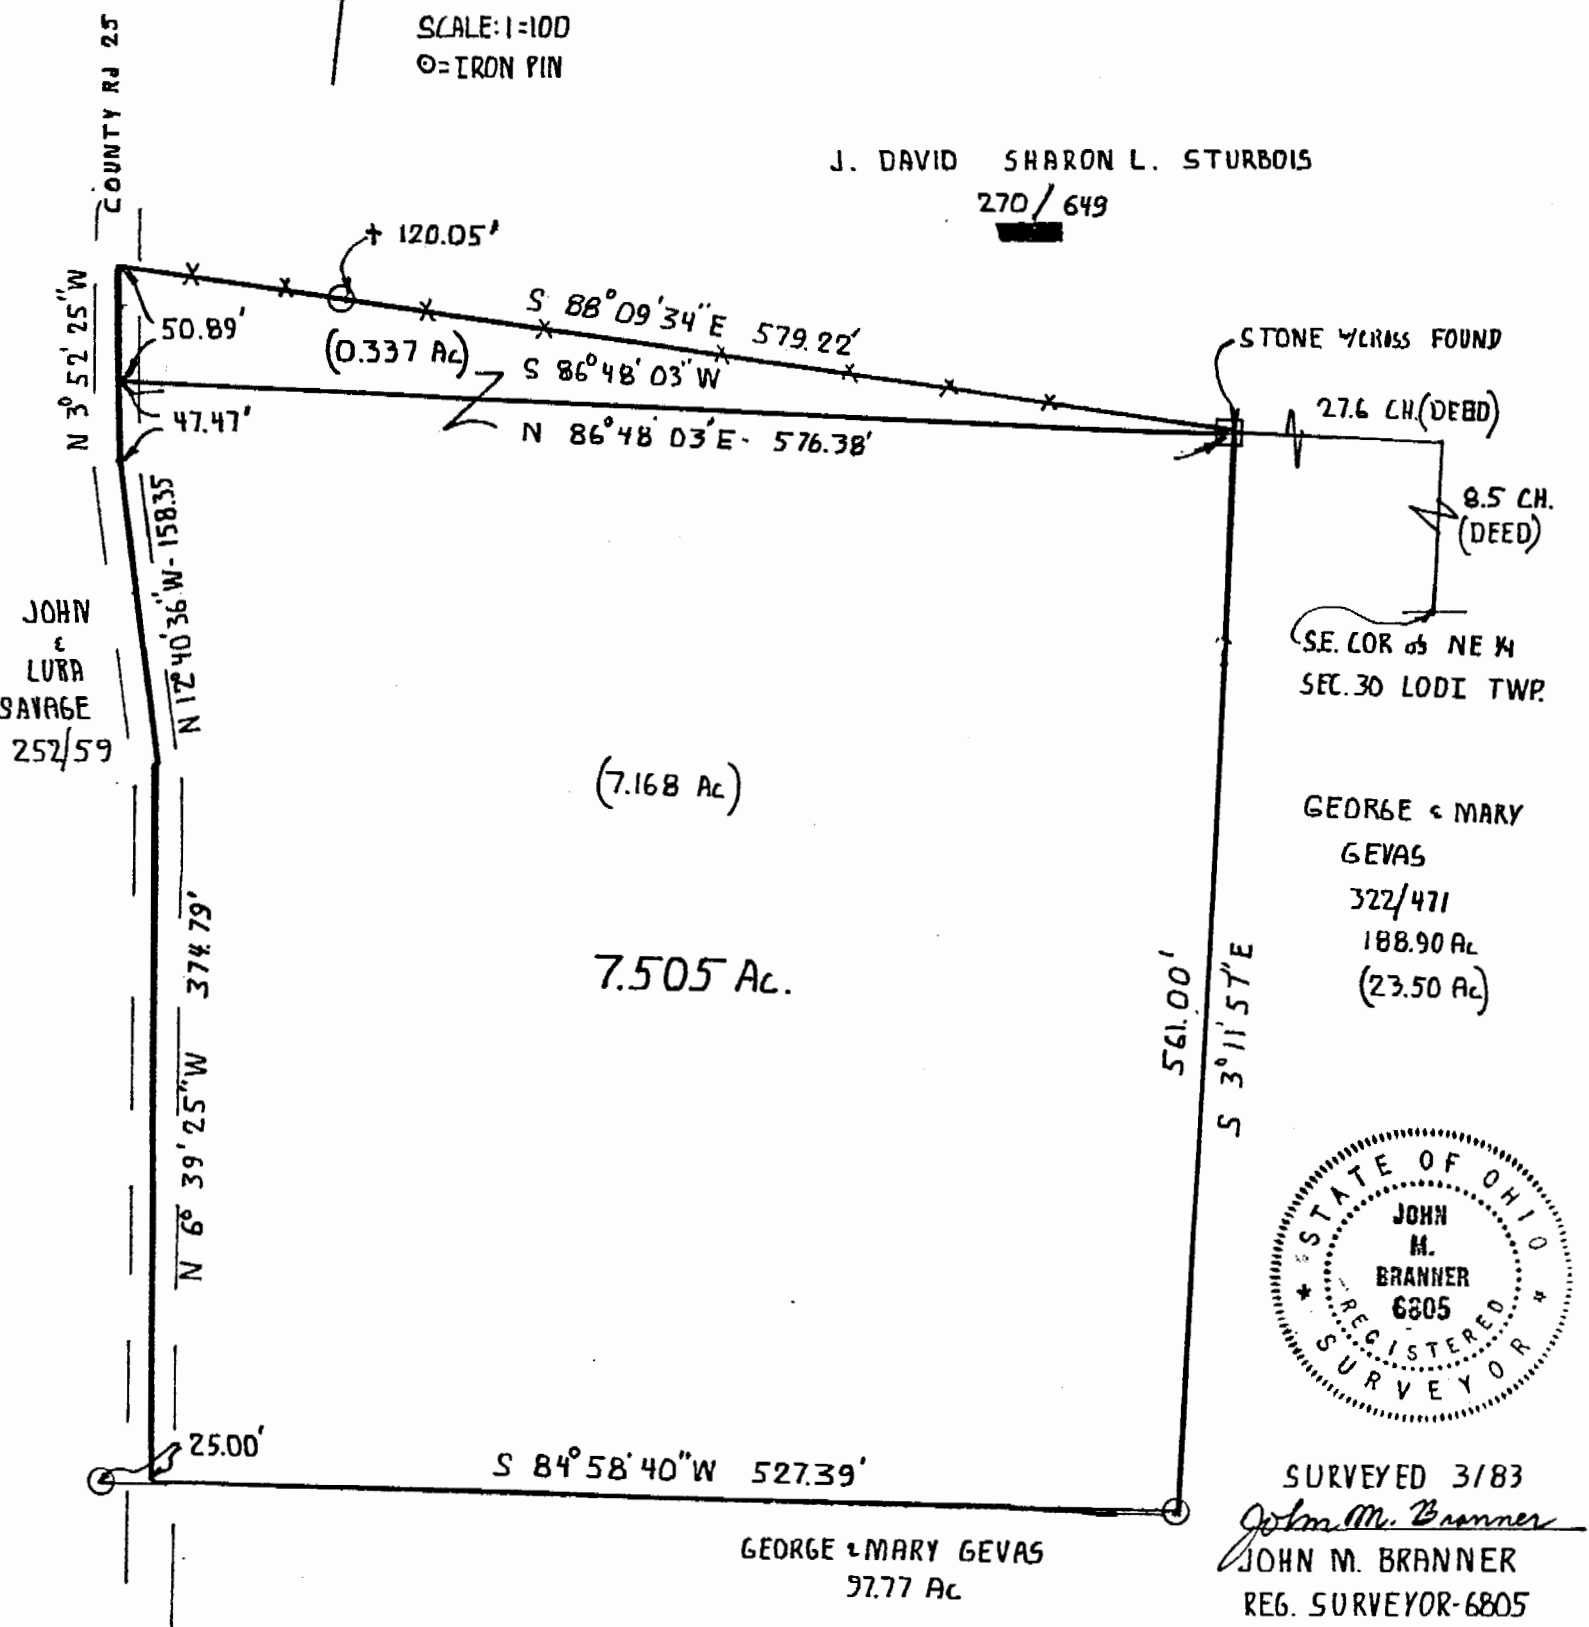 SCALE: 1=100
⊙=IRON PIN
COUNTY Rd 25
J. DAVID SHARON L. STURBOIS
270/649
+ 120.05'
N 3° 52' 25" W
50.89'
(0.337 Ac)
S 88° 09' 34" E 579.22'
S 86° 48' 03" W
N 86° 48' 03' E - 576.38'
47.47'
STONE W/CROSS FOUND
27.6 CH. (DEED)
8.5 CH.
(DEED)
S.E. COR of NE 1/4
SEC. 30 LODI TWP.
N 12° 40' 36" W - 158.35
JOHN
&
LURA
SAVAGE
252/59
(7.168 Ac)
7.505 Ac.
GEORGE & MARY
GEVAS
322/471
188.90 Ac
(23.50 Ac)
561.00'
S 3° 11' 57" E
N 6° 39' 25" W 374.79'
25.00'
S 84° 58' 40" W 527.39'
GEORGE & MARY GEVAS
97.77 Ac
STATE OF OHIO
JOHN
M.
BRANNER
6805
REGISTERED
SURVEYOR
SURVEYED 3/83
John M. Branner
JOHN M. BRANNER
REG. SURVEYOR-6805